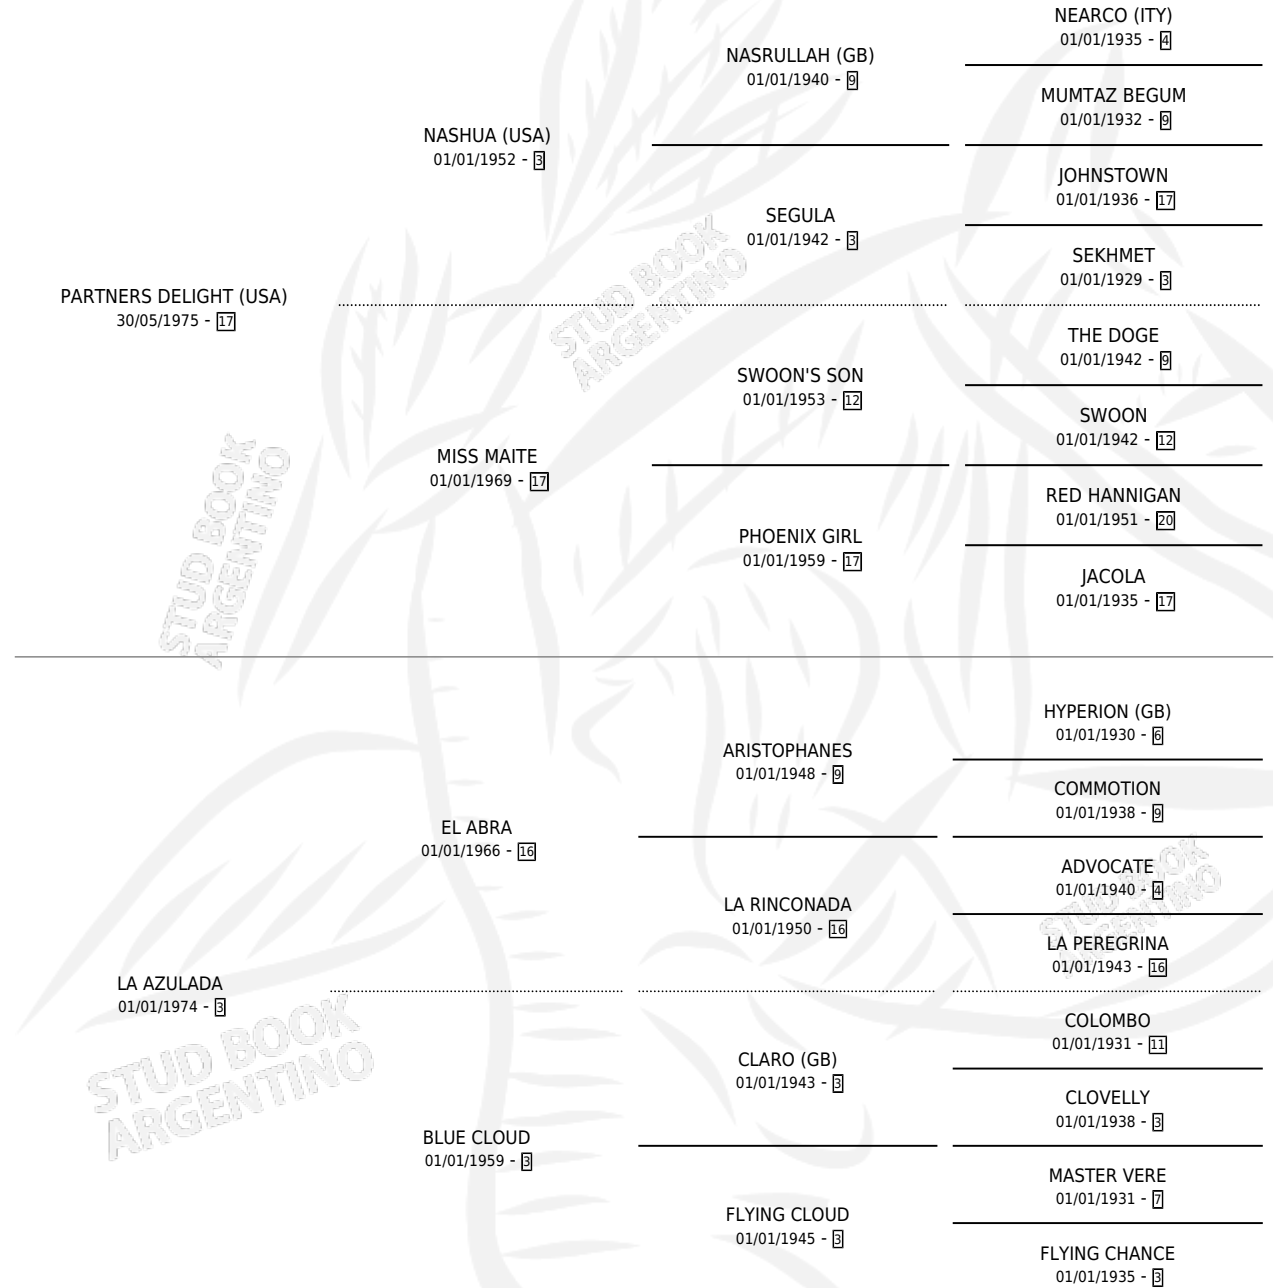 NEARCO (ITY)
01/01/1935 - 4
NASRULLAH (GB)
01/01/1940 - 9
MUMTAZ BEGUM
01/01/1932 - 9
NASHUA (USA)
01/01/1952 - 3
JOHNSTOWN
01/01/1936 - 17
SEGULA
01/01/1942 - 3
SEKHMET
01/01/1929 - 3
STUD BOOK
ARGENTINO
PARTNERS DELIGHT (USA)
30/05/1975 - 17
THE DOGE
01/01/1942 - 9
SWOON'S SON
01/01/1953 - 12
SWOON
01/01/1942 - 12
MISS MAITE
01/01/1969 - 17
RED HANNIGAN
01/01/1951 - 20
PHOENIX GIRL
01/01/1959 - 17
JACOLA
01/01/1935 - 17
STUD BOOK
ARGENTINO
HYPERION (GB)
01/01/1930 - 6
ARISTOPHANES
01/01/1948 - 9
COMMOTION
01/01/1938 - 9
EL ABRA
01/01/1966 - 16
ADVOCATE
01/01/1940 - 4
LA RINCONADA
01/01/1950 - 16
LA PEREGRINA
01/01/1943 - 16
STUD BOOK
ARGENTINO
LA AZULADA
01/01/1974 - 3
COLOMBO
01/01/1931 - 11
CLARO (GB)
01/01/1943 - 3
CLOVELLY
01/01/1938 - 3
STUD BOOK
ARGENTINO
BLUE CLOUD
01/01/1959 - 3
MASTER VERE
01/01/1931 - 7
FLYING CLOUD
01/01/1945 - 3
FLYING CHANCE
01/01/1935 - 3